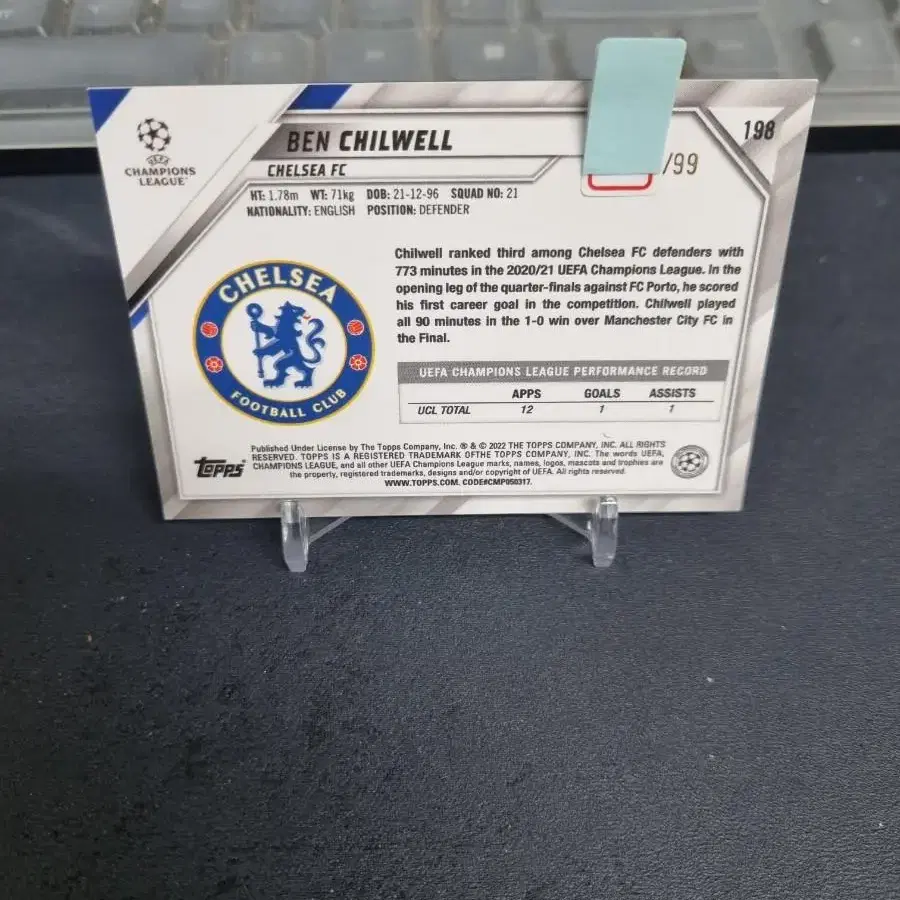 UEFA
CHAMPIONS
LEAGUE
BEN CHILWELL
198
CHELSEA FC
/99
HT: 1.78m WT: 71kg DOB: 21-12-96 SQUAD NO: 21
NATIONALITY: ENGLISH POSITION: DEFENDER
Chilwell ranked third among Chelsea FC defenders with
773 minutes in the 2020/21 UEFA Champions League. In the
opening leg of the quarter-finals against FC Porto, he scored
his first career goal in the competition. Chilwell played
all 90 minutes in the 1-0 win over Manchester City FC in
the Final.
CHELSEA
FOOTBALL CLUB
UEFA CHAMPIONS LEAGUE PERFORMANCE RECORD
APPS GOALS ASSISTS
UCL TOTAL 12 1 1
Topps
Published Under License by The Topps Company, Inc. ® & © 2022 THE TOPPS COMPANY, INC. ALL RIGHTS
RESERVED. TOPPS IS A REGISTERED TRADEMARK OFTHE TOPPS COMPANY, INC. The words UEFA,
CHAMPIONS LEAGUE, and all other UEFA Champions League marks, names, logos, mascots and trophies are
the property, registered trademarks, designs and/or copyright of UEFA. All rights reserved.
WWW.TOPPS.COM. CODE#CMP050317.